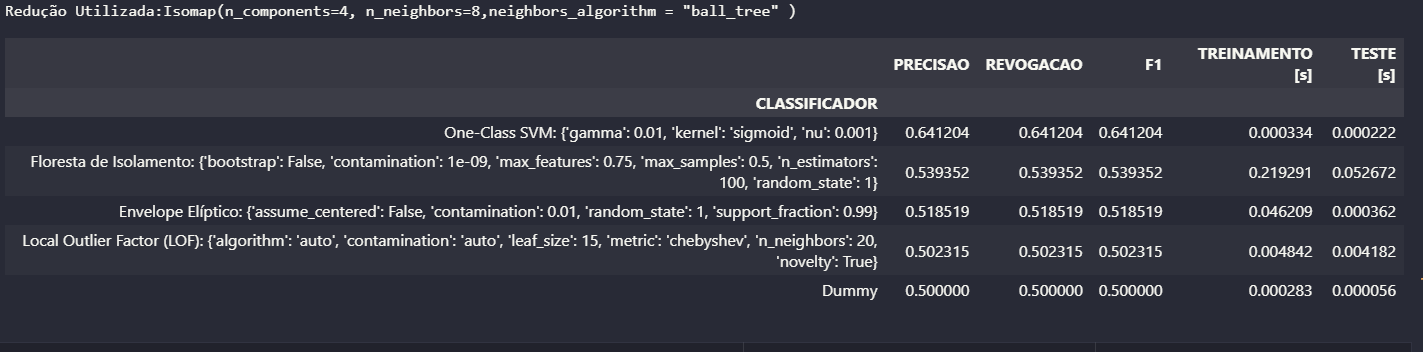 Redução Utilizada:Isomap(n_components=4, n_neighbors=8,neighbors_algorithm = "ball_tree" )
PRECISAO REVOGACAO F1 TREINAMENTO [s] TESTE [s]
CLASSIFICADOR
One-Class SVM: {'gamma': 0.01, 'kernel': 'sigmoid', 'nu': 0.001} 0.641204 0.641204 0.641204 0.000334 0.000222
Floresta de Isolamento: {'bootstrap': False, 'contamination': 1e-09, 'max_features': 0.75, 'max_samples': 0.5, 'n_estimators':
100, 'random_state': 1} 0.539352 0.539352 0.539352 0.219291 0.052672
Envelope Elíptico: {'assume_centered': False, 'contamination': 0.01, 'random_state': 1, 'support_fraction': 0.99} 0.518519 0.518519 0.518519 0.046209 0.000362
Local Outlier Factor (LOF): {'algorithm': 'auto', 'contamination': 'auto', 'leaf_size': 15, 'metric': 'chebyshev', 'n_neighbors': 20,
'novelty': True} 0.502315 0.502315 0.502315 0.004842 0.004182
Dummy 0.500000 0.500000 0.500000 0.000283 0.000056